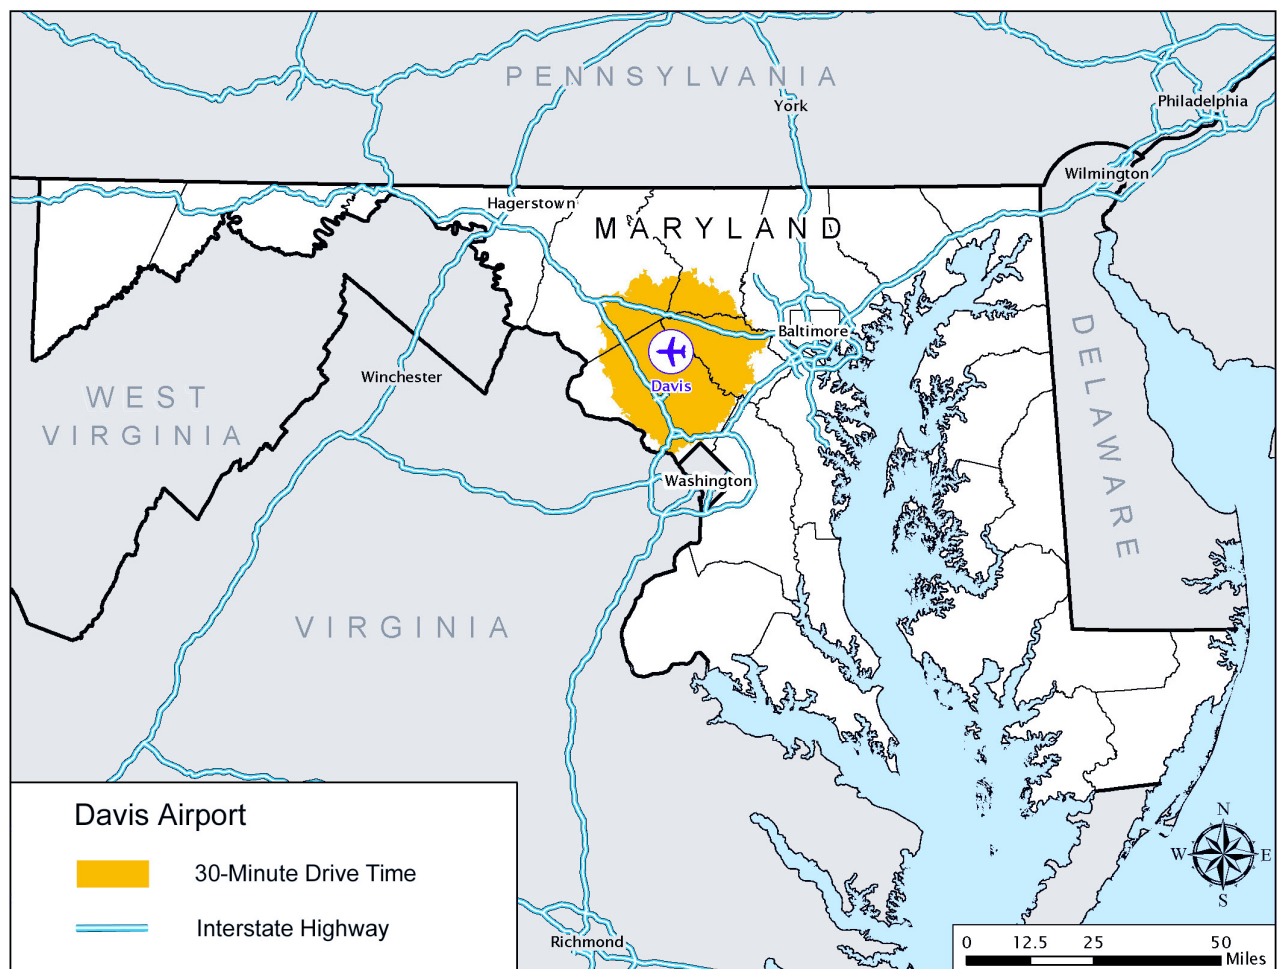 PENNSYLVANIA
York
Philadelphia
Wilmington
Hagerstown
MARYLAND
Baltimore
Davis
Winchester
WEST
VIRGINIA
DELAWARE
Washington
VIRGINIA
Davis Airport
30-Minute Drive Time
Interstate Highway
Richmond
N
W E
S
0 12.5 25 50
Miles